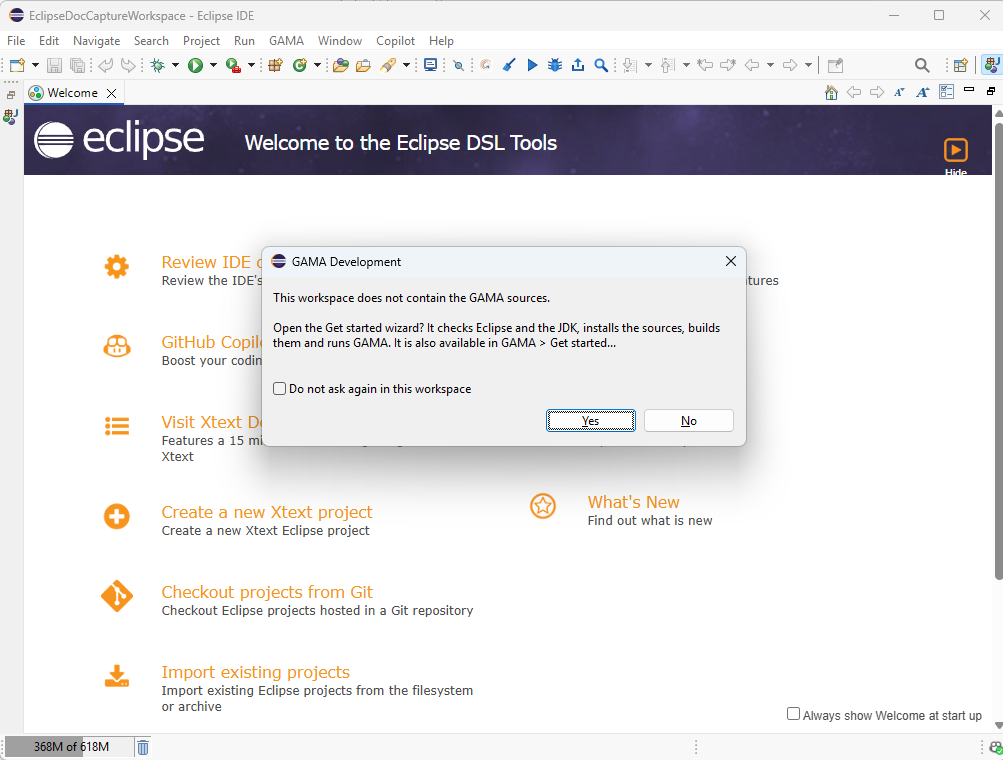 EclipseDocCaptureWorkspace - Eclipse IDE
File Edit Navigate Search Project Run GAMA Window Copilot Help
Welcome
eclipse
Welcome to the Eclipse DSL Tools
Hide
Review IDE
Review the IDE's
tures
GitHub Copil
Boost your codin
Visit Xtext D
Features a 15 mi
Xtext
Create a new Xtext project
Create a new Xtext Eclipse project
What's New
Find out what is new
Checkout projects from Git
Checkout Eclipse projects hosted in a Git repository
Import existing projects
Import existing Eclipse projects from the filesystem
or archive
GAMA Development
This workspace does not contain the GAMA sources.
Open the Get started wizard? It checks Eclipse and the JDK, installs the sources, builds
them and runs GAMA. It is also available in GAMA > Get started...
Do not ask again in this workspace
Yes
No
Always show Welcome at start up
368M of 618M